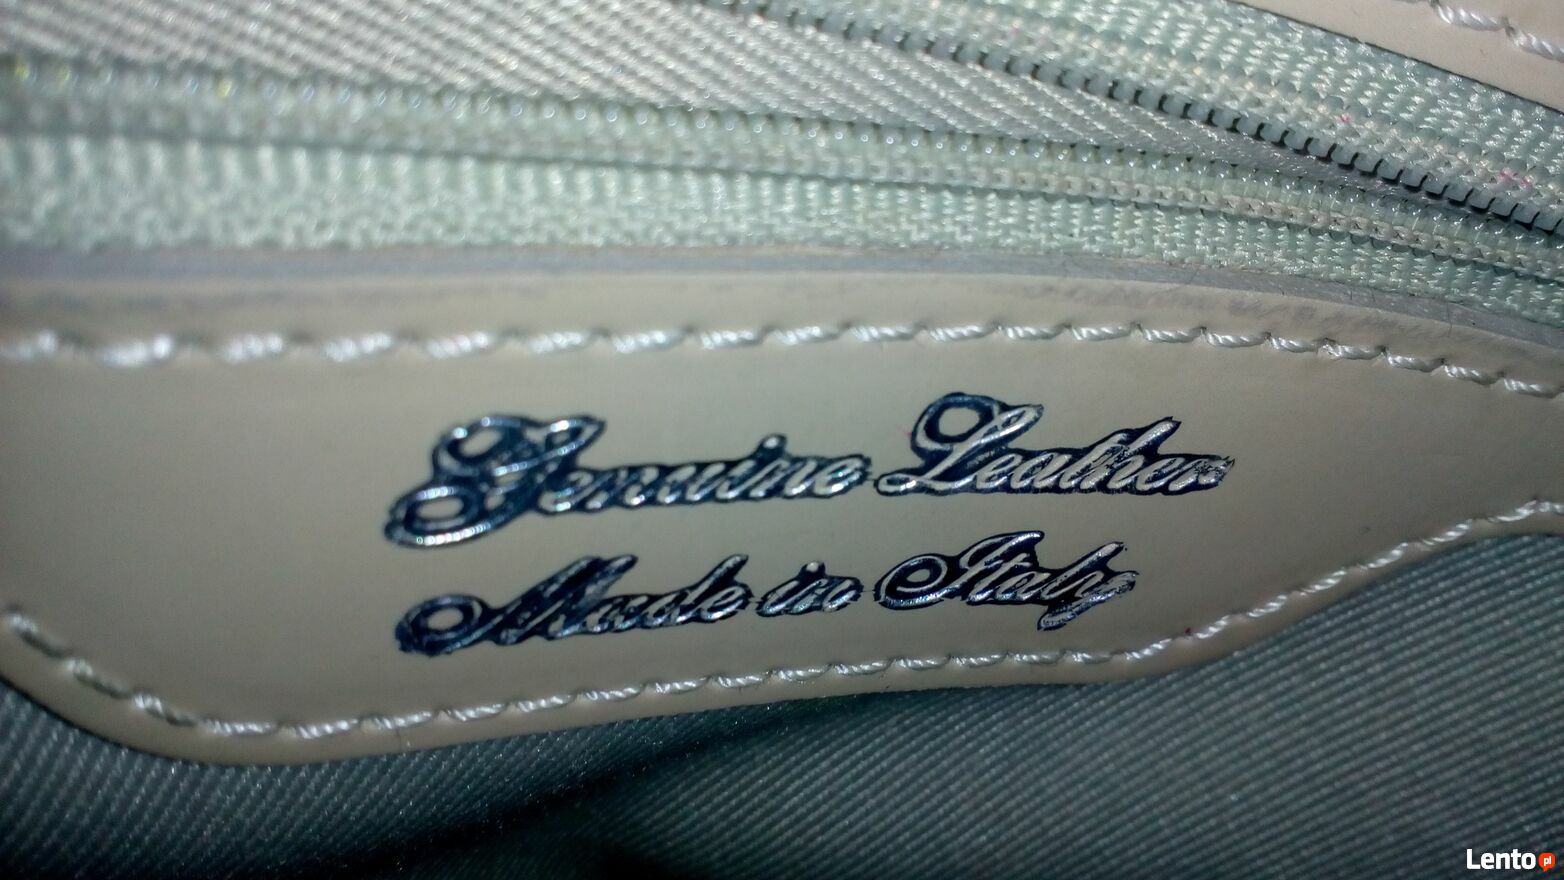 Genuine Leather
Made in Italy
Lento pl